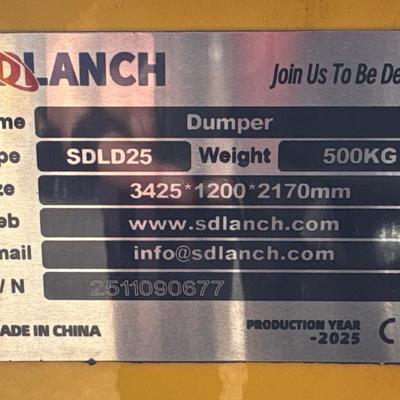 DLANCH Join Us To Be De
me Dumper
pe SDLD25 Weight 500KG
ze 3425*1200*2170mm
eb www.sdlanch.com
mail info@sdlanch.com
/ N 2511090677
ADE IN CHINA PRODUCTION YEAR C
-2025